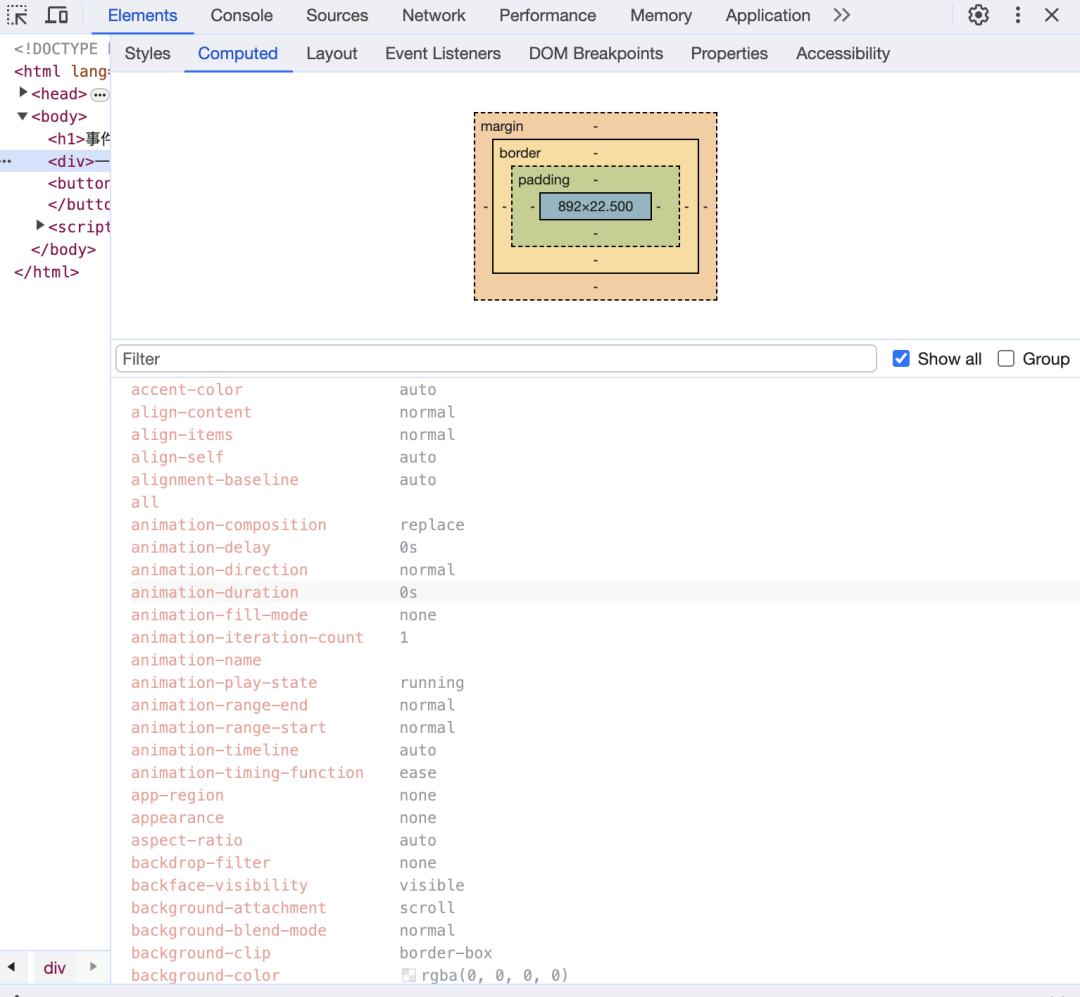 Elements Console Sources Network Performance Memory Application
Styles Computed Layout Event Listeners DOM Breakpoints Properties Accessibility
<!DOCTYPE
<html lang=
<head>
<body>
<h1>事件
<div>一
<button
</butto
<script
</body>
</html>
margin -
border -
padding -
- - - 892×22.500 - - -
-
-
-
Filter Show all Group
accent-color auto
align-content normal
align-items normal
align-self auto
alignment-baseline auto
all
animation-composition replace
animation-delay 0s
animation-direction normal
animation-duration 0s
animation-fill-mode none
animation-iteration-count 1
animation-name
animation-play-state running
animation-range-end normal
animation-range-start normal
animation-timeline auto
animation-timing-function ease
app-region none
appearance none
aspect-ratio auto
backdrop-filter none
backface-visibility visible
background-attachment scroll
background-blend-mode normal
background-clip border-box
background-color rgba(0, 0, 0, 0)
div